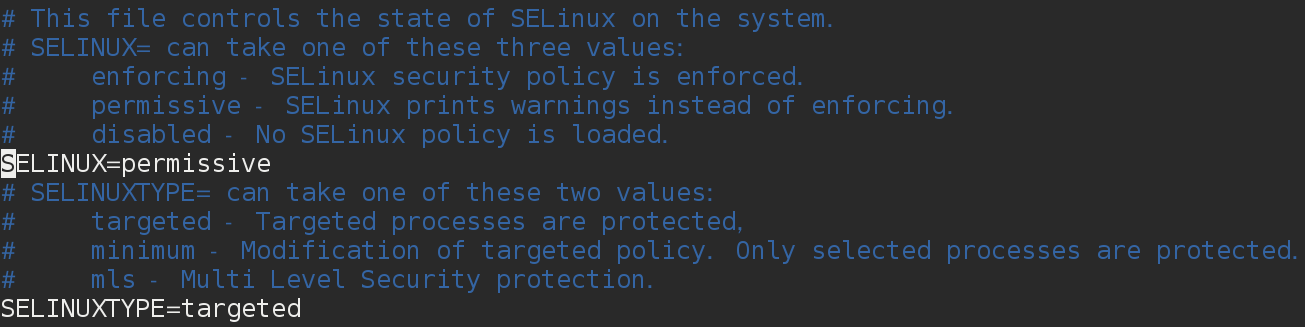 # This file controls the state of SELinux on the system.
# SELINUX= can take one of these three values:
#     enforcing - SELinux security policy is enforced.
#     permissive - SELinux prints warnings instead of enforcing.
#     disabled - No SELinux policy is loaded.
SELINUX=permissive
# SELINUXTYPE= can take one of these two values:
#     targeted - Targeted processes are protected,
#     minimum - Modification of targeted policy. Only selected processes are protected.
#     mls - Multi Level Security protection.
SELINUXTYPE=targeted